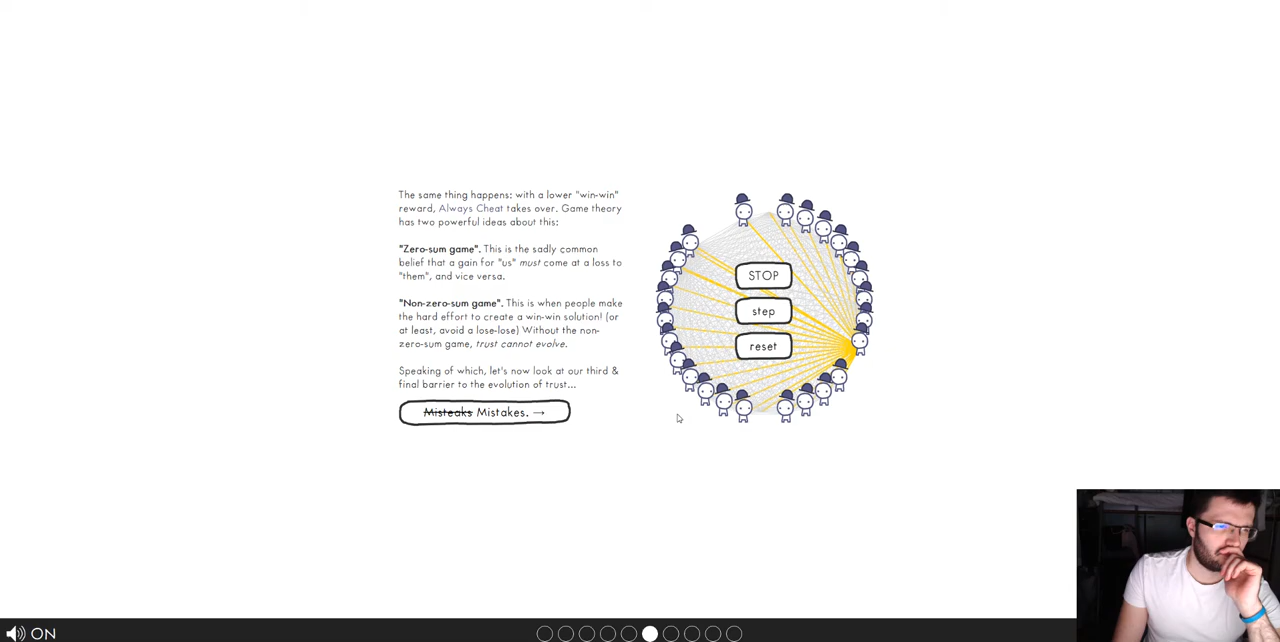 The same thing happens: with a lower "win-win"
reward, Always Cheat takes over. Game theory
has two powerful ideas about this:
"Zero-sum game". This is the sadly common
belief that a gain for "us" must come at a loss to
"them", and vice versa.
"Non-zero-sum game". This is when people make
the hard effort to create a win-win solution! (or
at least, avoid a lose-lose) Without the non-
zero-sum game, trust cannot evolve.
Speaking of which, let's now look at our third &
final barrier to the evolution of trust...
Misteaks Mistakes. →
STOP
step
reset
ON